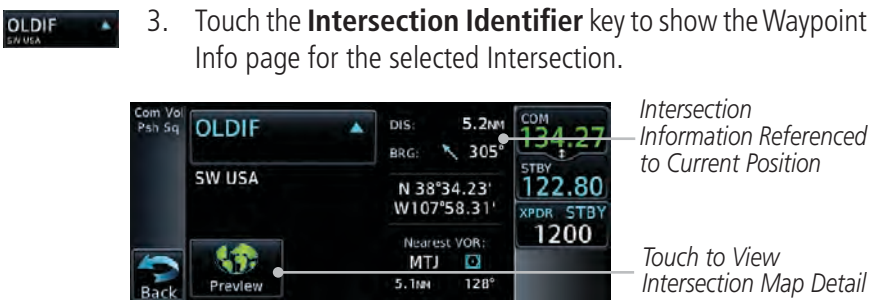 OLDIF
SW USA
3. Touch the Intersection Identifier key to show the Waypoint
Info page for the selected Intersection.
Com Vol
Psh Sq
OLDIF
SW USA
Back
Preview
DIS: 5.2NM
BRG: 305°
N 38°34.23'
W107°58.31'
Nearest VOR:
MTJ
5.1NM 128°
COM
134.27
STBY
122.80
XPDR STBY
1200
Intersection
Information Referenced
to Current Position
Touch to View
Intersection Map Detail